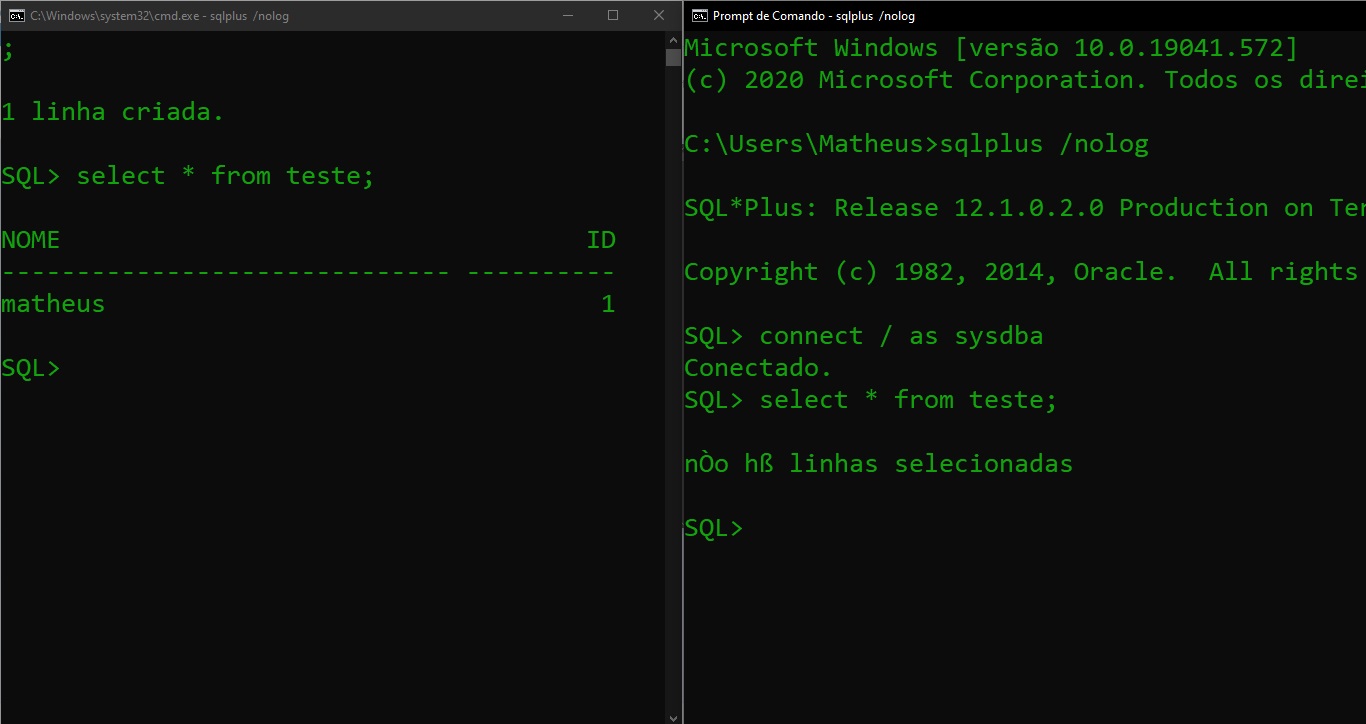 C:\Windows\system32\cmd.exe - sqlplus /nolog
;
1 linha criada.
SQL> select * from teste;
NOME ID
------------------------------ ----------
matheus 1
SQL>
Prompt de Comando - sqlplus /nolog
Microsoft Windows [versão 10.0.19041.572]
(c) 2020 Microsoft Corporation. Todos os direi
C:\Users\Matheus>sqlplus /nolog
SQL*Plus: Release 12.1.0.2.0 Production on Ter
Copyright (c) 1982, 2014, Oracle.  All rights
SQL> connect / as sysdba
Conectado.
SQL> select * from teste;
nÒo hß linhas selecionadas
SQL>